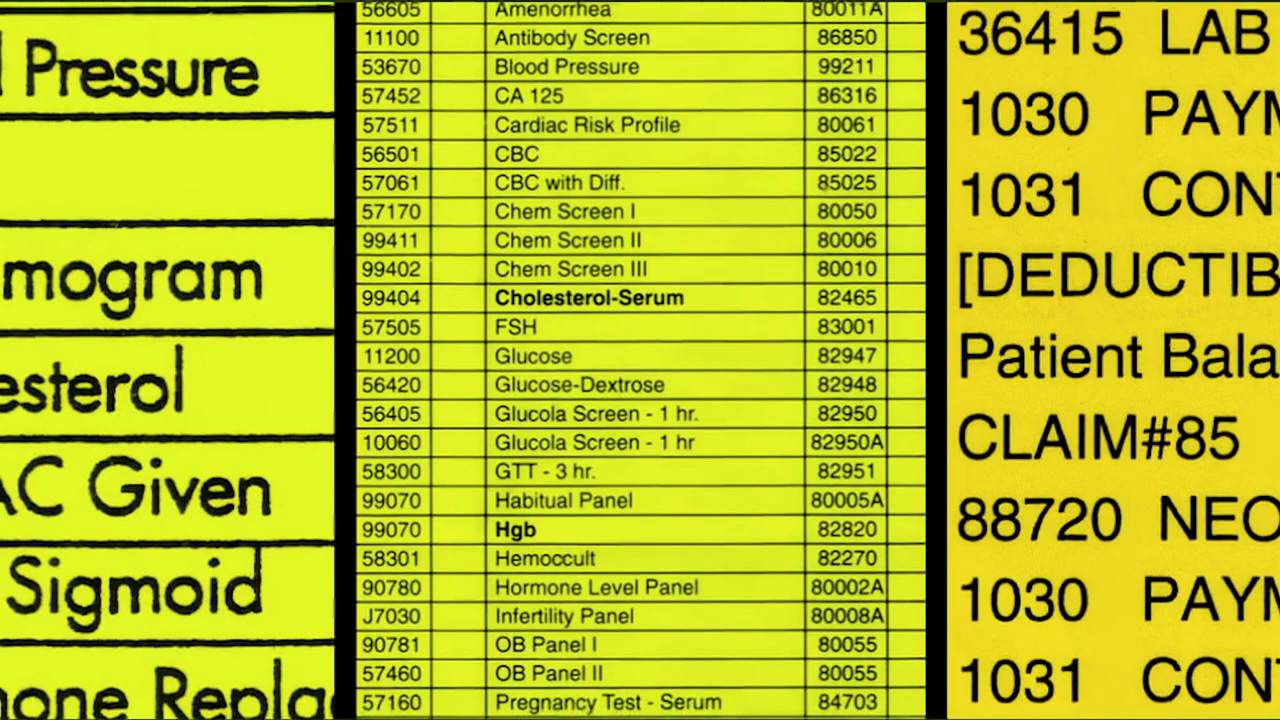 Pressure
mogram
esterol
AC Given
Sigmoid
56605 Amenorrhea 80011A
11100 Antibody Screen 86850
53670 Blood Pressure 99211
57452 CA 125 86316
57511 Cardiac Risk Profile 80061
56501 CBC 85022
57061 CBC with Diff. 85025
57170 Chem Screen I 80050
99411 Chem Screen II 80006
99402 Chem Screen III 80010
99404 Cholesterol-Serum 82465
57505 FSH 83001
11200 Glucose 82947
56420 Glucose-Dextrose 82948
56405 Glucola Screen - 1 hr. 82950
10060 Glucola Screen - 1 hr 82950A
58300 GTT - 3 hr. 82951
99070 Habitual Panel 80005A
99070 Hgb 82820
58301 Hemoccult 82270
90780 Hormone Level Panel 80002A
J7030 Infertility Panel 80008A
90781 OB Panel I 80055
57460 OB Panel II 80055
57160 Pregnancy Test - Serum 84703
36415 LAB
1030 PAYM
1031 CONT
[DEDUCTIB
Patient Bala
CLAIM#85
88720 NEO
1030 PAYM
1031 CONT